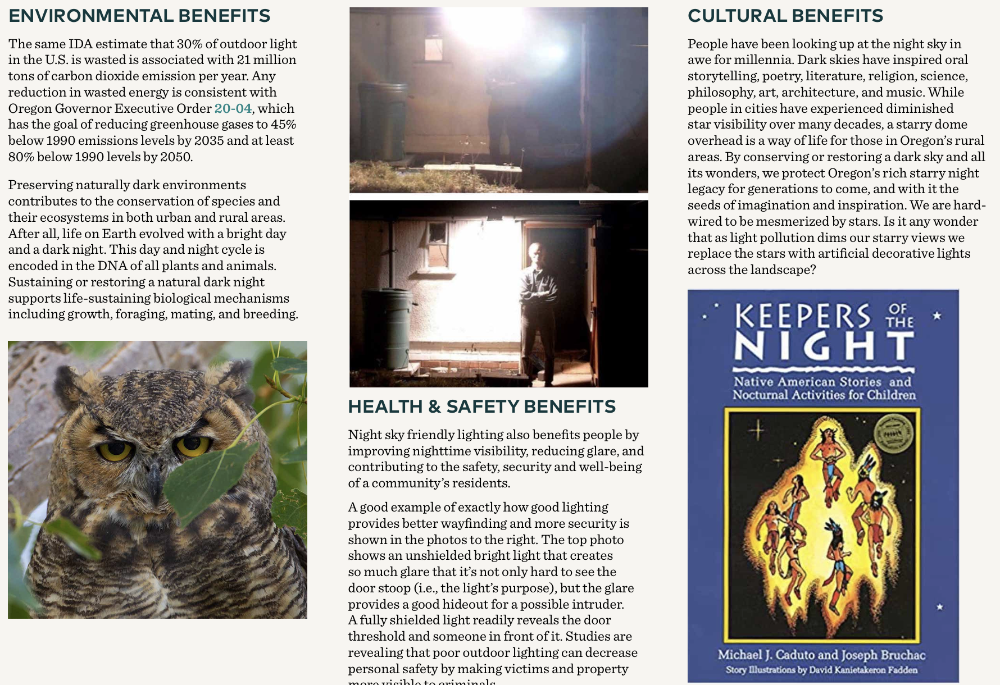 ENVIRONMENTAL BENEFITS
The same IDA estimate that 30% of outdoor light
in the U.S. is wasted is associated with 21 million
tons of carbon dioxide emission per year. Any
reduction in wasted energy is consistent with
Oregon Governor Executive Order 20-04, which
has the goal of reducing greenhouse gases to 45%
below 1990 emissions levels by 2035 and at least
80% below 1990 levels by 2050.
Preserving naturally dark environments
contributes to the conservation of species and
their ecosystems in both urban and rural areas.
After all, life on Earth evolved with a bright day
and a dark night. This day and night cycle is
encoded in the DNA of all plants and animals.
Sustaining or restoring a natural dark night
supports life-sustaining biological mechanisms
including growth, foraging, mating, and breeding.
HEALTH & SAFETY BENEFITS
Night sky friendly lighting also benefits people by
improving nighttime visibility, reducing glare, and
contributing to the safety, security and well-being
of a community's residents.
A good example of exactly how good lighting
provides better wayfinding and more security is
shown in the photos to the right. The top photo
shows an unshielded bright light that creates
so much glare that it's not only hard to see the
door stoop (i.e., the light's purpose), but the glare
provides a good hideout for a possible intruder.
A fully shielded light readily reveals the door
threshold and someone in front of it. Studies are
revealing that poor outdoor lighting can decrease
personal safety by making victims and property
more visible to criminals
CULTURAL BENEFITS
People have been looking up at the night sky in
awe for millennia. Dark skies have inspired oral
storytelling, poetry, literature, religion, science,
philosophy, art, architecture, and music. While
people in cities have experienced diminished
star visibility over many decades, a starry dome
overhead is a way of life for those in Oregon's rural
areas. By conserving or restoring a dark sky and all
its wonders, we protect Oregon's rich starry night
legacy for generations to come, and with it the
seeds of imagination and inspiration. We are hard-
wired to be mesmerized by stars. Is it any wonder
that as light pollution dims our starry views we
replace the stars with artificial decorative lights
across the landscape?
KEEPERS OF THE
NIGHT
Native American Stories and
Nocturnal Activities for Children
Michael J. Caduto and Joseph Bruchac
Story Illustrations by David Kanietakeron Fadden